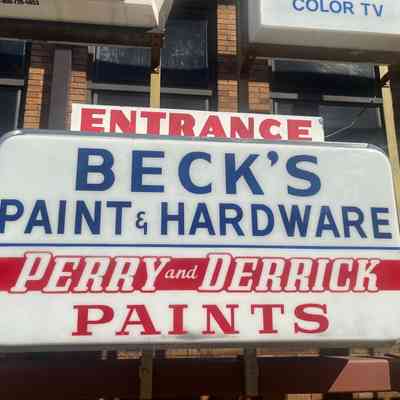 COLOR TV
ENTRANCE
BECK'S
PAINT & HARDWARE
PERRY and DERRICK
PAINTS